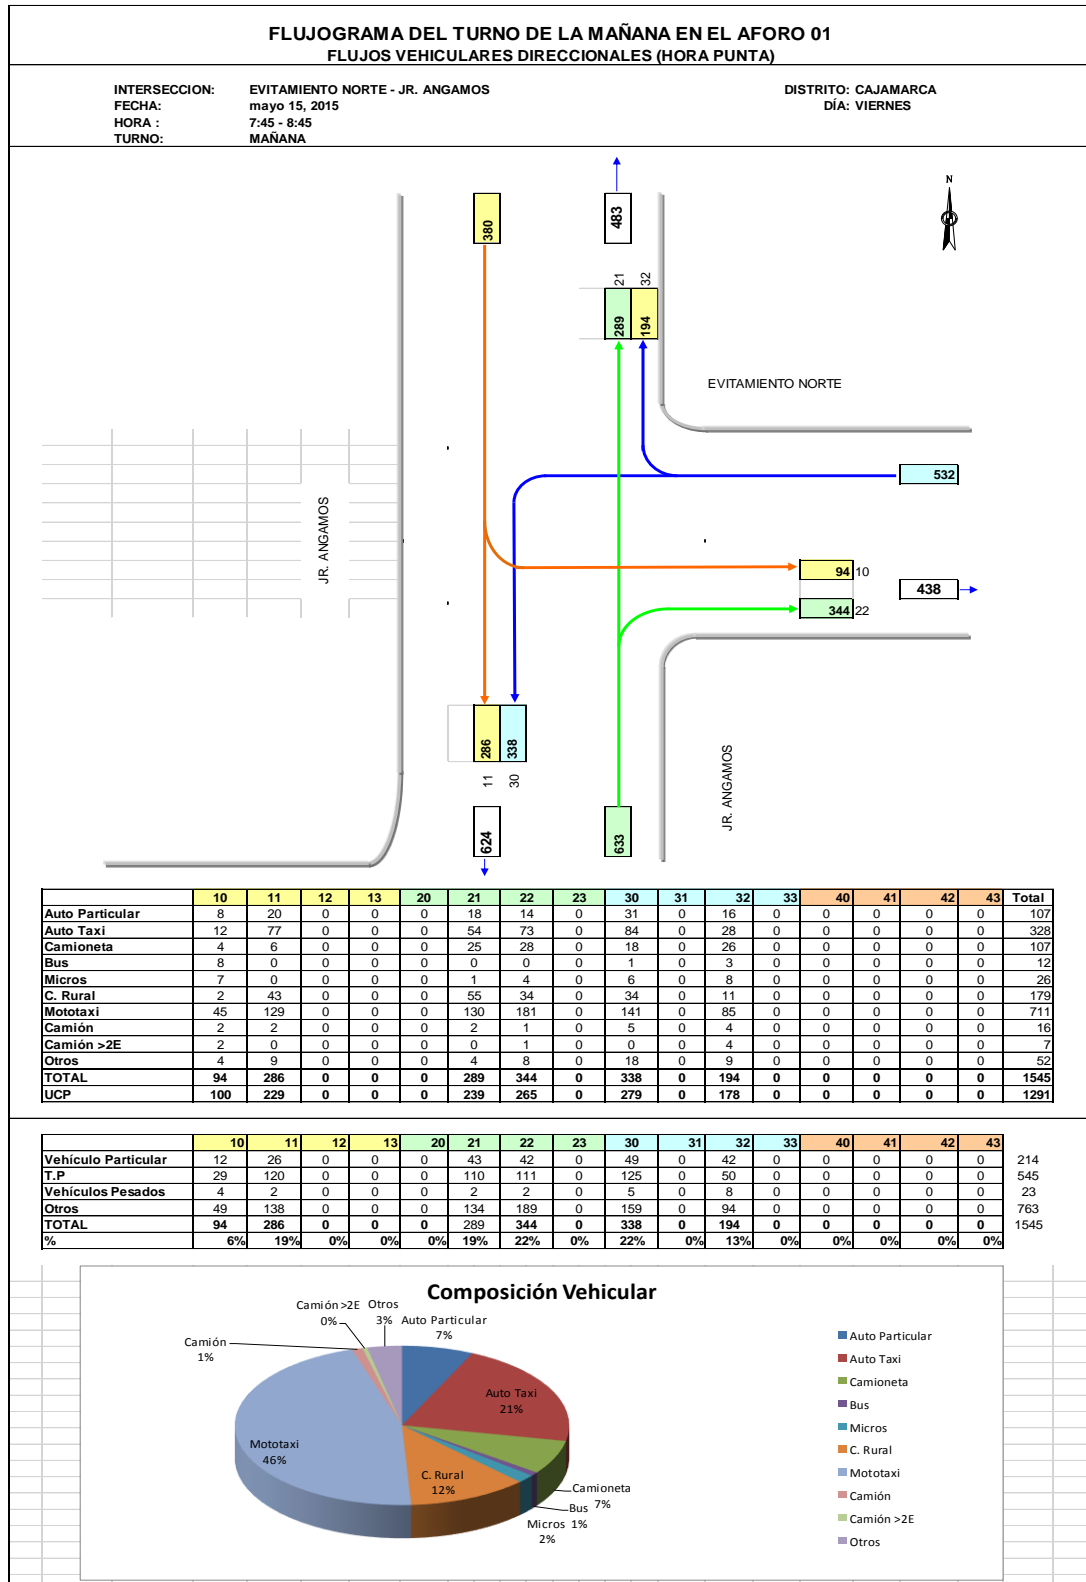 FLUJOGRAMA DEL TURNO DE LA MAÑANA EN EL AFORO 01
FLUJOS VEHICULARES DIRECCIONALES (HORA PUNTA)
INTERSECCION: EVITAMIENTO NORTE - JR. ANGAMOS DISTRITO: CAJAMARCA
FECHA: mayo 15, 2015 DÍA: VIERNES
HORA : 7:45 - 8:45
TURNO: MAÑANA
N
380
483
21 32
289 194
EVITAMIENTO NORTE
532
JR. ANGAMOS
94 10
438
344 22
286 338
11 30
JR. ANGAMOS
624
633
10 11 12 13 20 21 22 23 30 31 32 33 40 41 42 43 Total
Auto Particular 8 20 0 0 0 18 14 0 31 0 16 0 0 0 0 0 107
Auto Taxi 12 77 0 0 0 54 73 0 84 0 28 0 0 0 0 0 328
Camioneta 4 6 0 0 0 25 28 0 18 0 26 0 0 0 0 0 107
Bus 8 0 0 0 0 0 0 0 1 0 3 0 0 0 0 0 12
Micros 7 0 0 0 0 1 4 0 6 0 8 0 0 0 0 0 26
C. Rural 2 43 0 0 0 55 34 0 34 0 11 0 0 0 0 0 179
Mototaxi 45 129 0 0 0 130 181 0 141 0 85 0 0 0 0 0 711
Camión 2 2 0 0 0 2 1 0 5 0 4 0 0 0 0 0 16
Camión >2E 2 0 0 0 0 0 1 0 0 0 4 0 0 0 0 0 7
Otros 4 9 0 0 0 4 8 0 18 0 9 0 0 0 0 0 52
TOTAL 94 286 0 0 0 289 344 0 338 0 194 0 0 0 0 0 1545
UCP 100 229 0 0 0 239 265 0 279 0 178 0 0 0 0 0 1291
10 11 12 13 20 21 22 23 30 31 32 33 40 41 42 43
Vehículo Particular 12 26 0 0 0 43 42 0 49 0 42 0 0 0 0 0 214
T.P 29 120 0 0 0 110 111 0 125 0 50 0 0 0 0 0 545
Vehículos Pesados 4 2 0 0 0 2 2 0 5 0 8 0 0 0 0 0 23
Otros 49 138 0 0 0 134 189 0 159 0 94 0 0 0 0 0 763
TOTAL 94 286 0 0 0 289 344 0 338 0 194 0 0 0 0 0 1545
% 6% 19% 0% 0% 0% 19% 22% 0% 22% 0% 13% 0% 0% 0% 0% 0%
Composición Vehicular
Camión >2E
0%
Otros
3%
Auto Particular
7%
Camión
1%
Auto Taxi
21%
Mototaxi
46%
C. Rural
12%
Camioneta
7%
Bus
1%
Micros
2%
Auto Particular
Auto Taxi
Camioneta
Bus
Micros
C. Rural
Mototaxi
Camión
Camión >2E
Otros